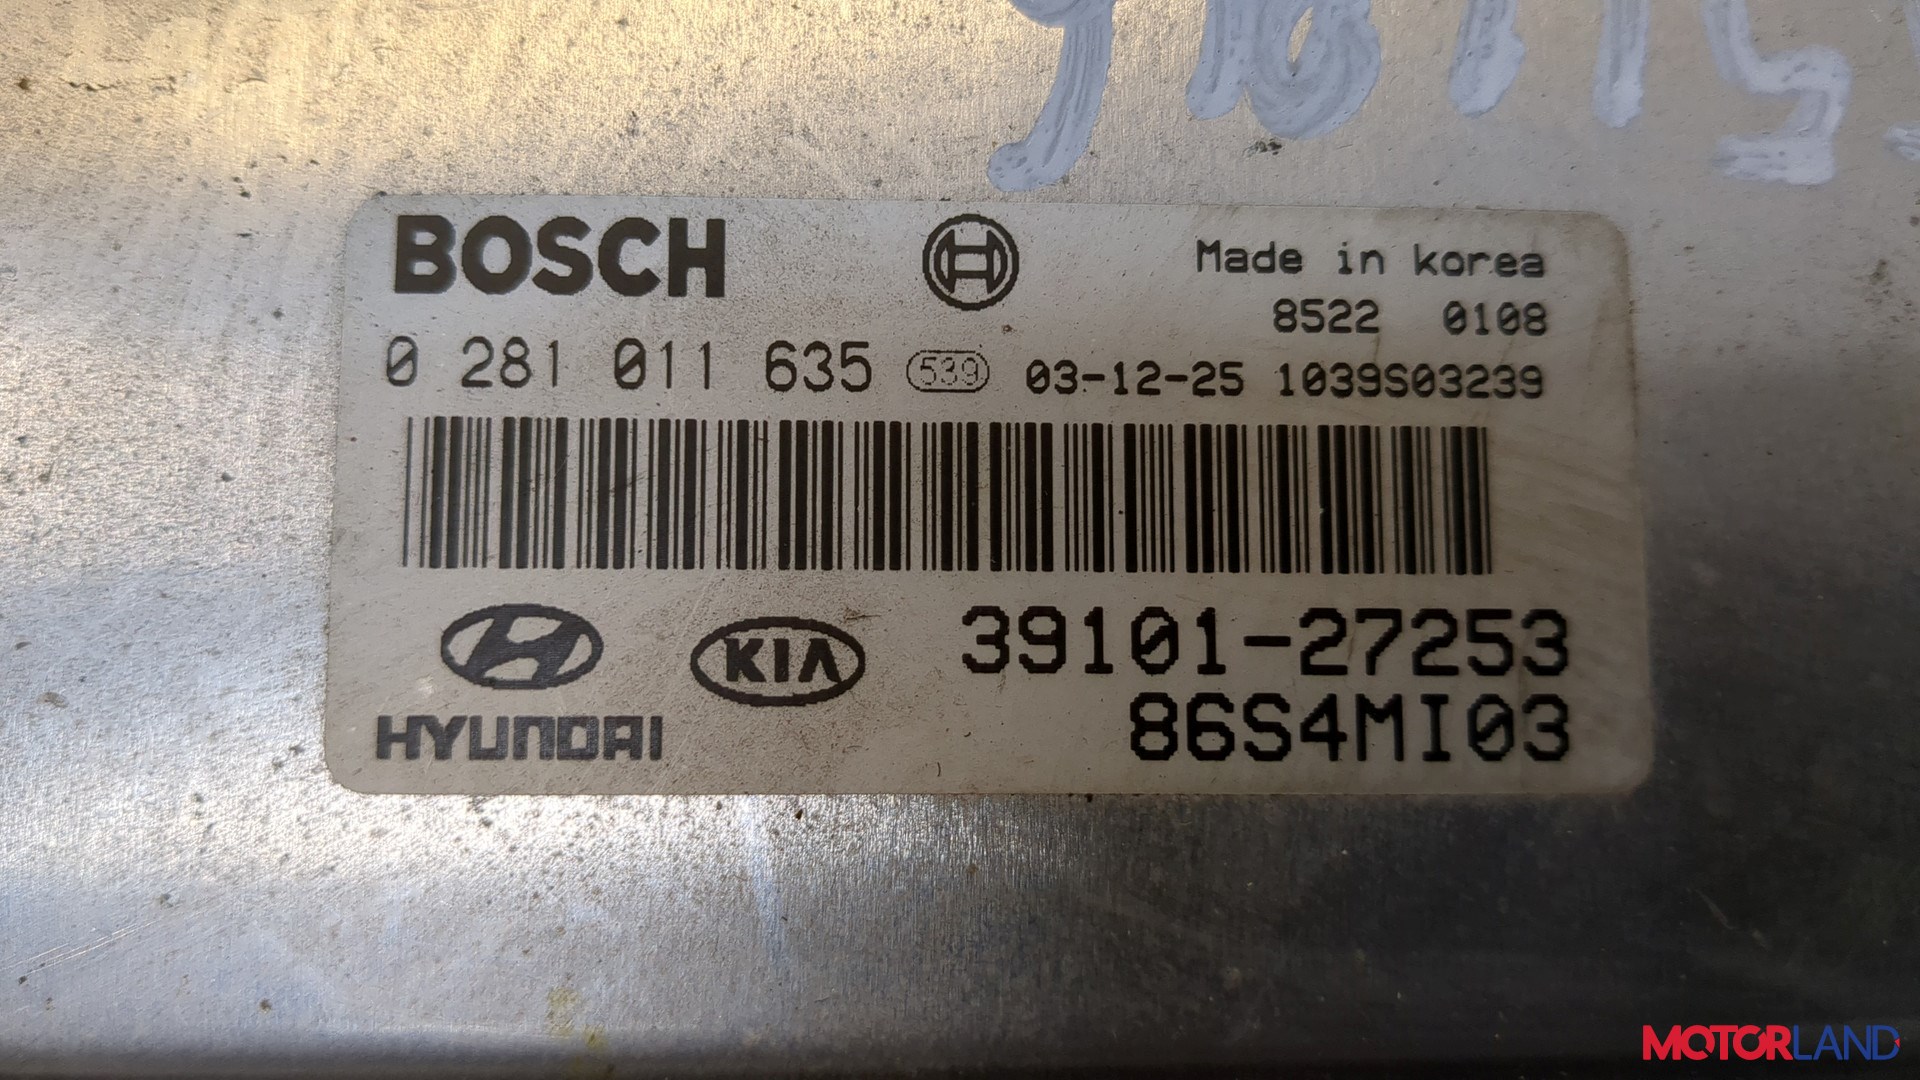 BOSCH
Made in korea
8522 0108
0 281 011 635 539 03-12-25 1039S03239
HYUNDAI
KIA
39101-27253
86S4MI03
MOTORLAND